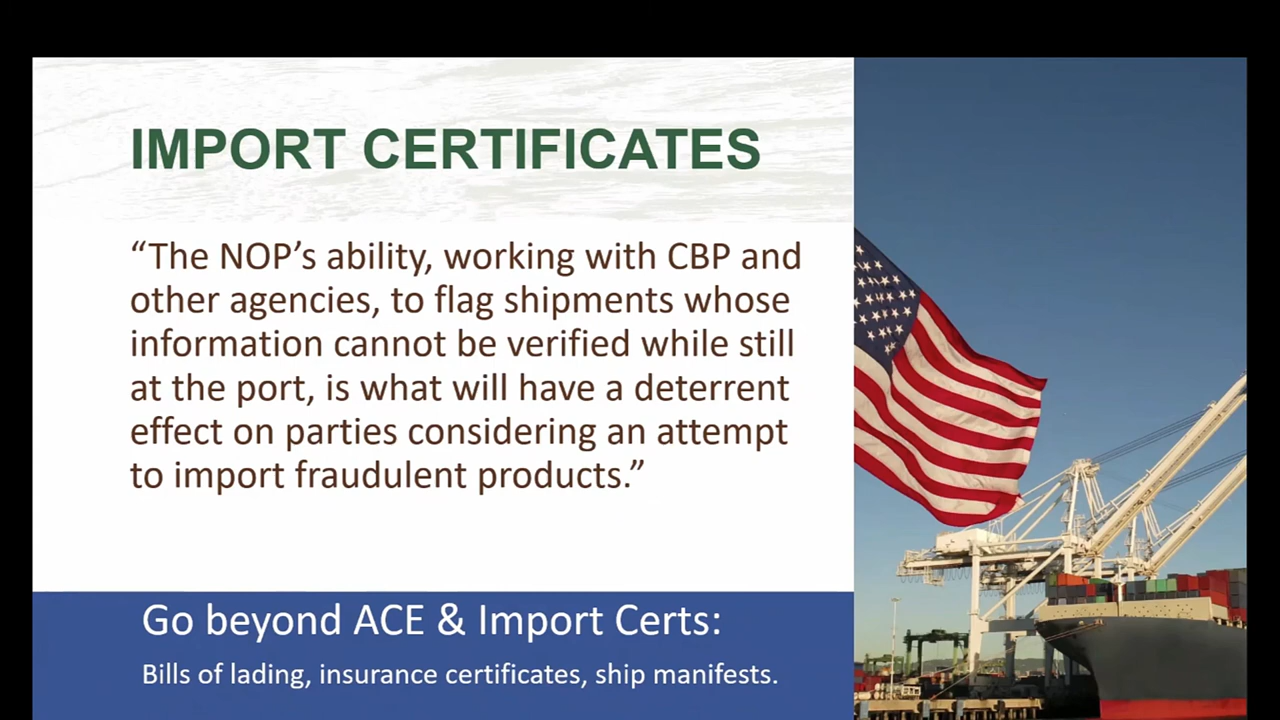 IMPORT CERTIFICATES
“The NOP’s ability, working with CBP and
other agencies, to flag shipments whose
information cannot be verified while still
at the port, is what will have a deterrent
effect on parties considering an attempt
to import fraudulent products.”
Go beyond ACE & Import Certs:
Bills of lading, insurance certificates, ship manifests.